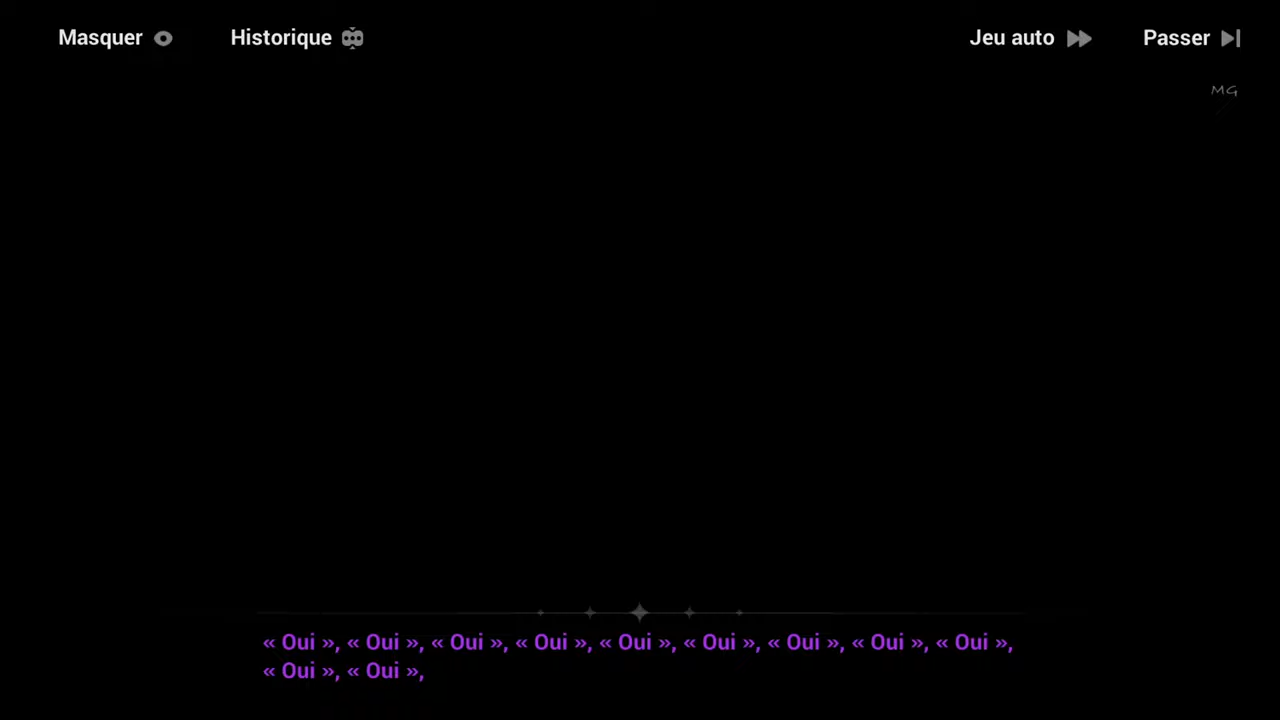 Masquer
Historique
Jeu auto
Passer
MG
« Oui », « Oui », « Oui », « Oui », « Oui », « Oui », « Oui », « Oui », « Oui »,
« Oui », « Oui »,